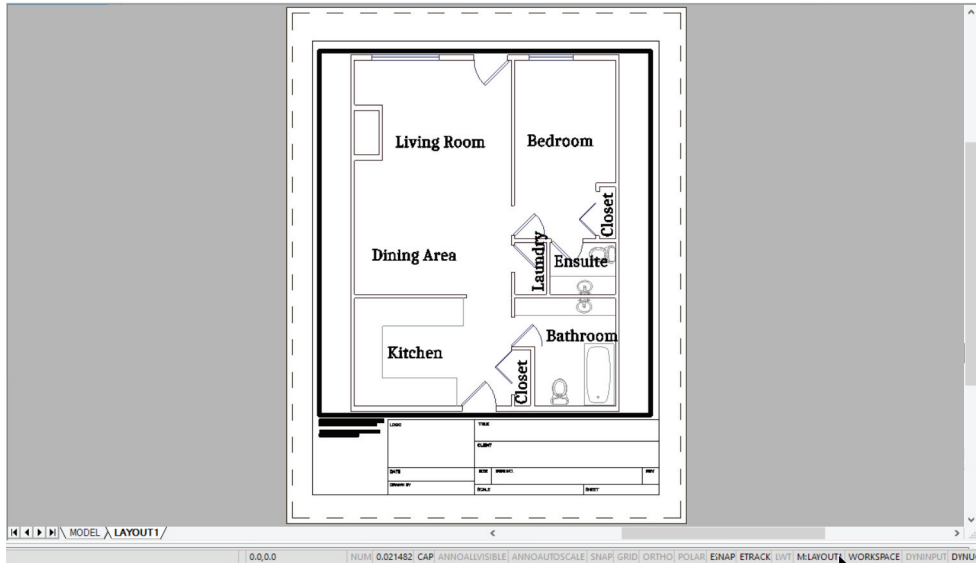 Living Room
Bedroom
Closet
Dining Area
Laundry
Ensuite
Kitchen
Bathroom
Closet
LOGO
TITLE
CLIENT
DATE
SIZE
REV
DRAWN BY
SCALE
SHEET
MODEL LAYOUT1
0.0,0.0 NUM 0.021482 CAP ANNOALLVISIBLE ANNOAUTOSCALE SNAP GRID ORTHO POLAR ESNAP ETRACK LWT M:LAYOUT1 WORKSPACE DYNINPUT DYNU